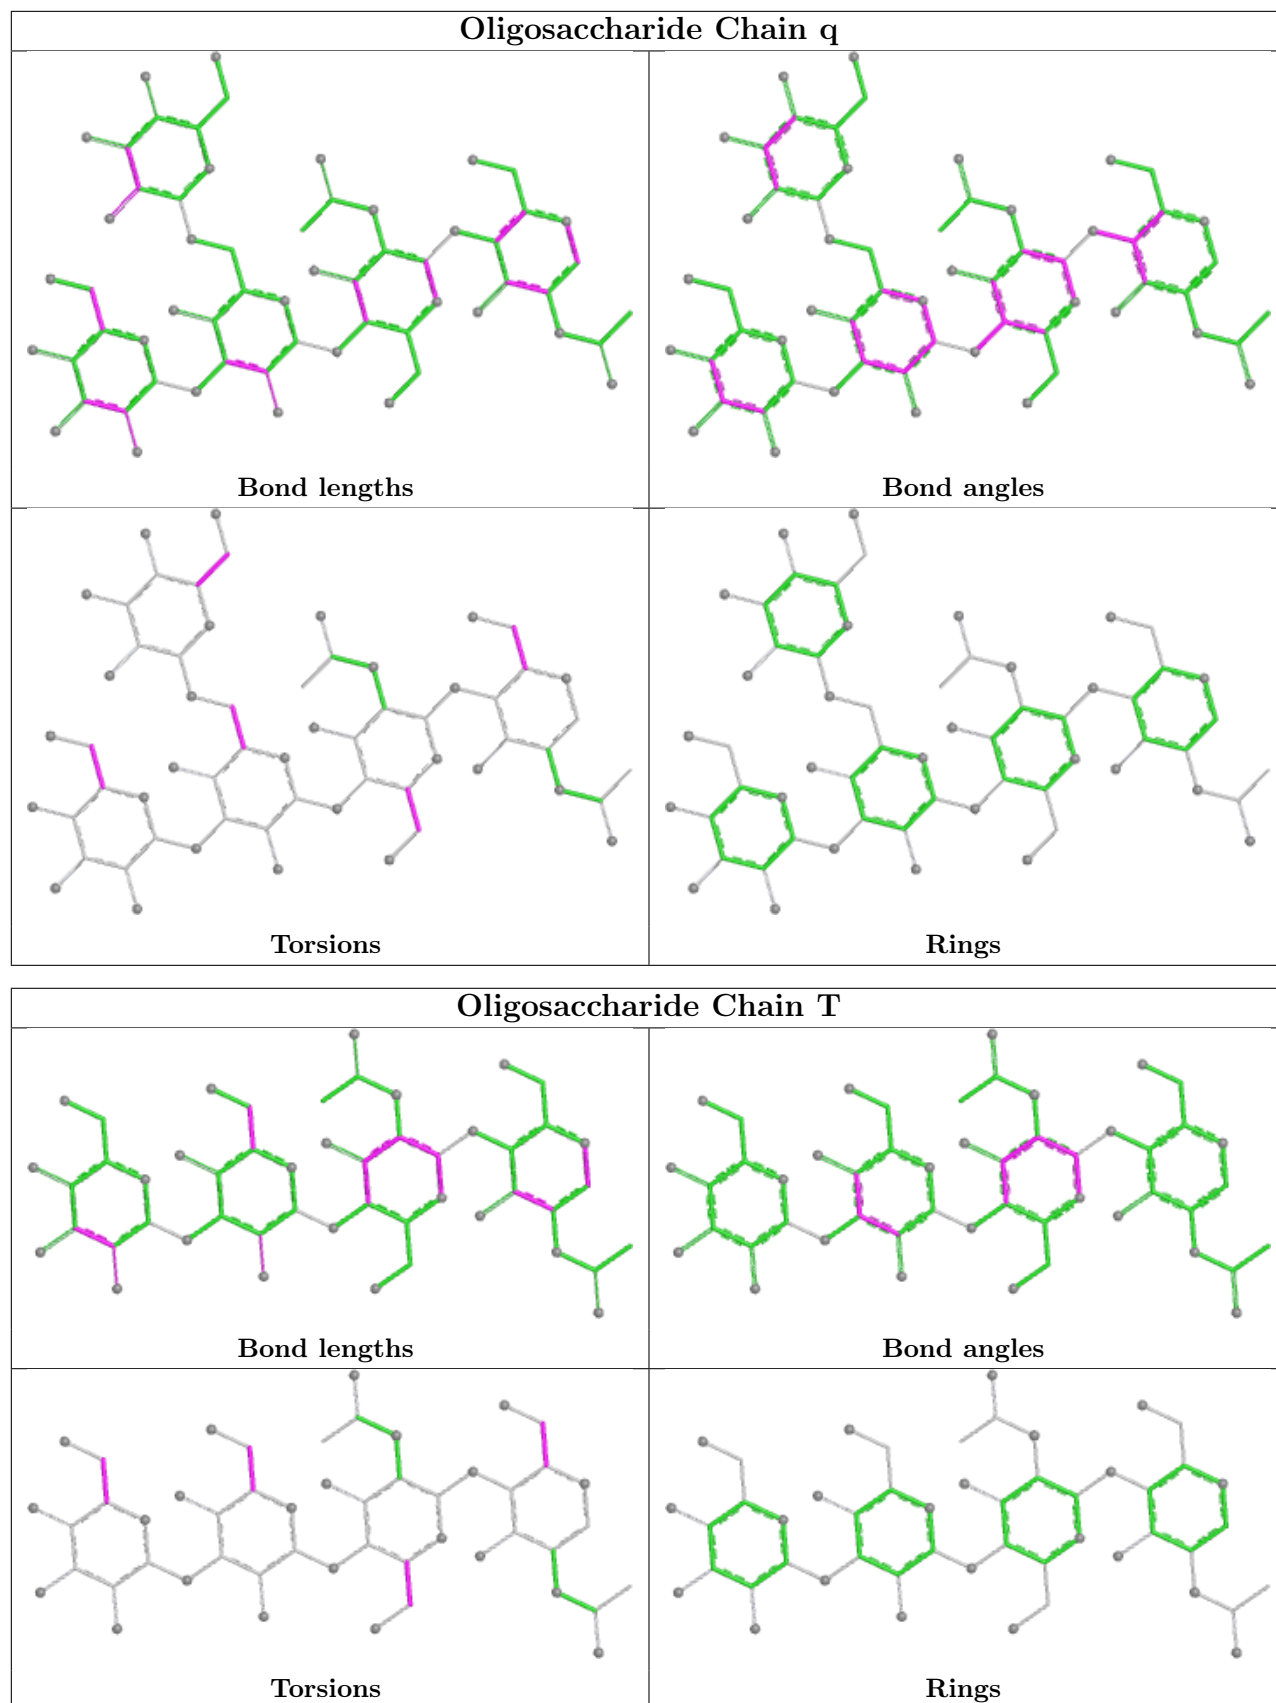 Oligosaccharide Chain q
Bond lengths
Bond angles
Torsions
Rings
Oligosaccharide Chain T
Bond lengths
Bond angles
Torsions
Rings